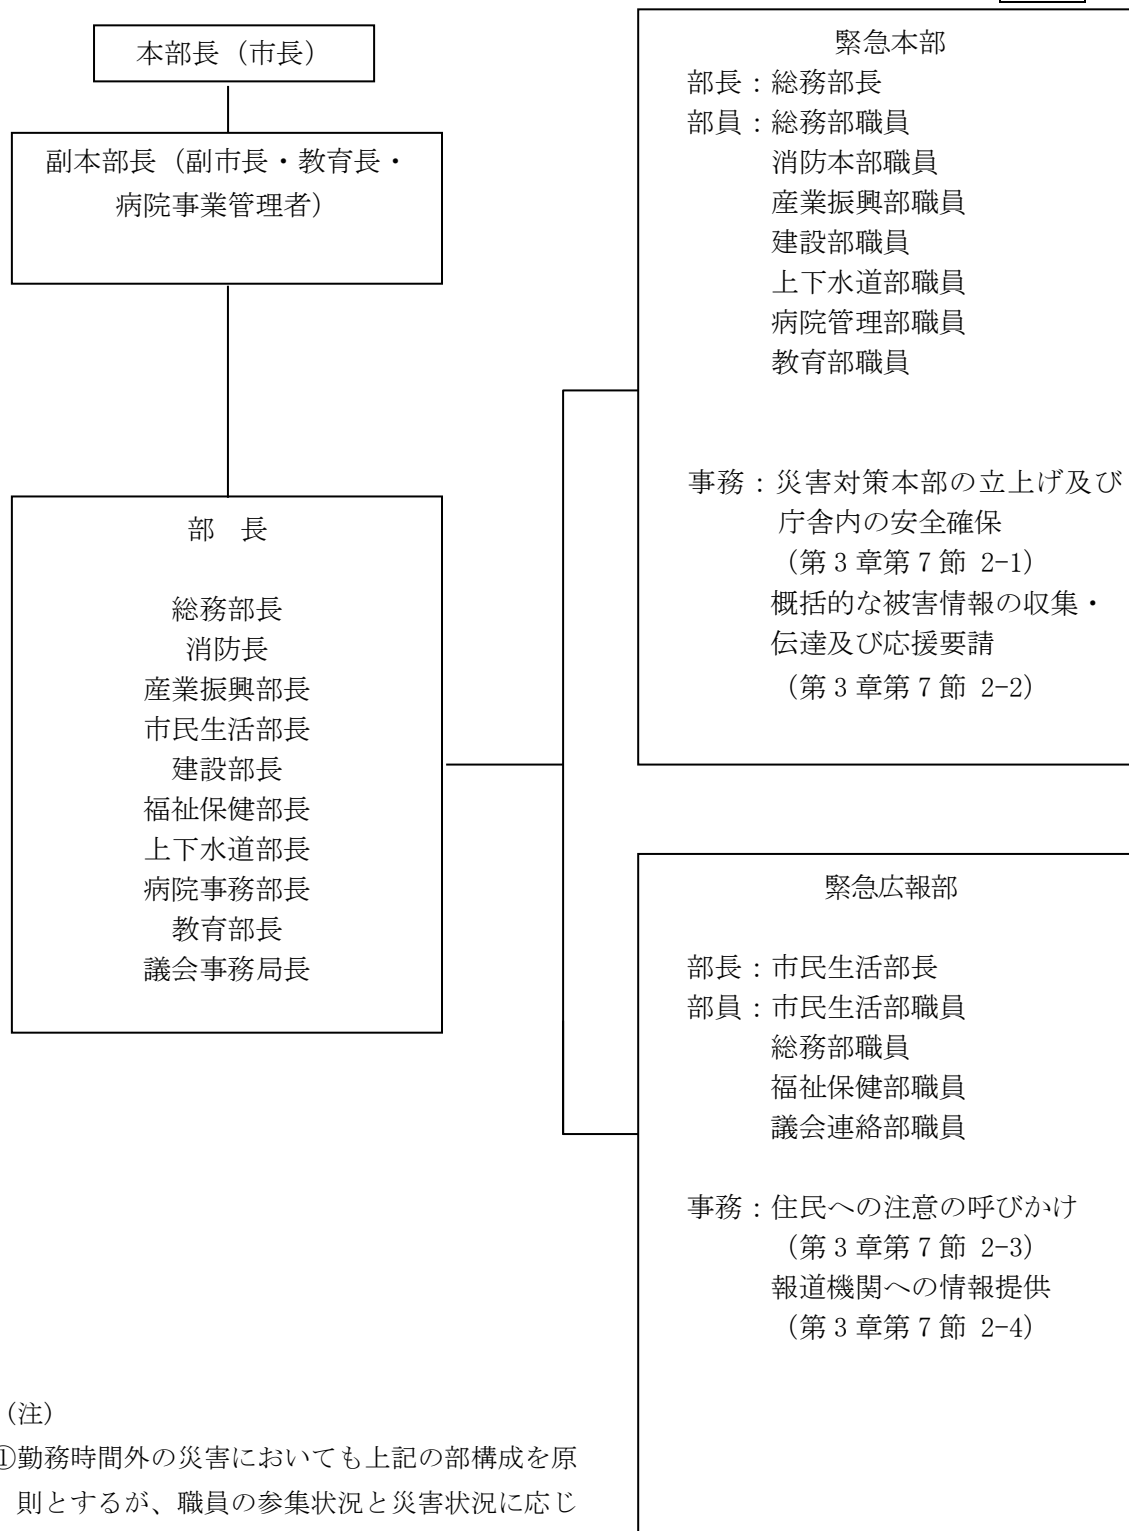 本部長（市長）
副本部長（副市長・教育長・
病院事業管理者）
部　長
総務部長
消防長
産業振興部長
市民生活部長
建設部長
福祉保健部長
上下水道部長
病院事務部長
教育部長
議会事務局長
緊急本部
部長：総務部長
部員：総務部職員
消防本部職員
産業振興部職員
建設部職員
上下水道部職員
病院管理部職員
教育部職員
事務：災害対策本部の立上げ及び
庁舎内の安全確保
（第3章第7節 2-1）
概括的な被害情報の収集・
伝達及び応援要請
（第3章第7節 2-2）
緊急広報部
部長：市民生活部長
部員：市民生活部職員
総務部職員
福祉保健部職員
議会連絡部職員
事務：住民への注意の呼びかけ
（第3章第7節 2-3）
報道機関への情報提供
（第3章第7節 2-4）
（注）
①勤務時間外の災害においても上記の部構成を原
則とするが、職員の参集状況と災害状況に応じ